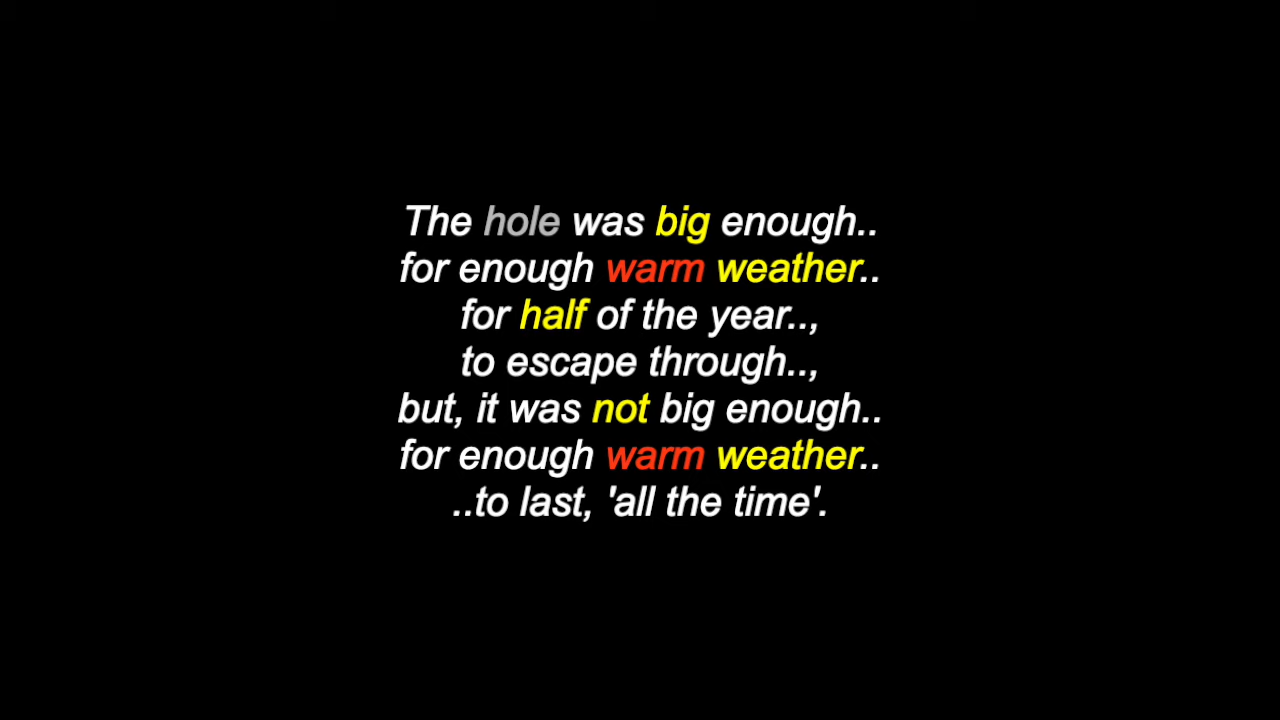 The hole was big enough..
for enough warm weather..
for half of the year..,
to escape through..,
but, it was not big enough..
for enough warm weather..
..to last, 'all the time'.